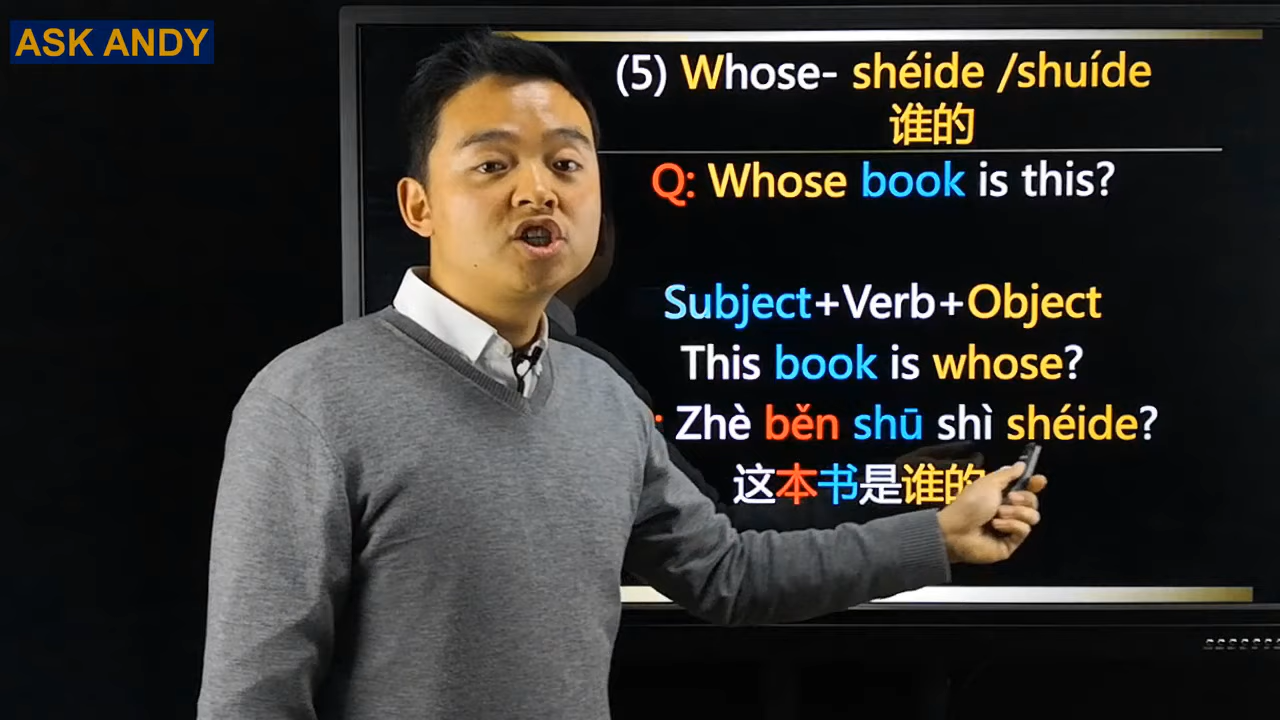 ASK ANDY
(5) Whose- shéide /shuíde
谁的
Q: Whose book is this?
Subject+Verb+Object
This book is whose?
: Zhè běn shū shì shéide?
这本书是谁的